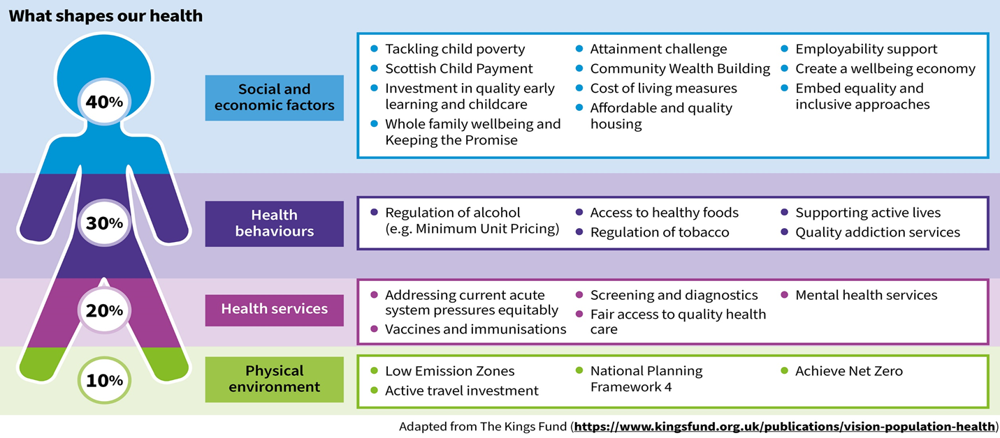 What shapes our health
40%
Social and
economic factors
Tackling child poverty
Scottish Child Payment
Investment in quality early
learning and childcare
Whole family wellbeing and
Keeping the Promise
Attainment challenge
Community Wealth Building
Cost of living measures
Affordable and quality
housing
Employability support
Create a wellbeing economy
Embed equality and
inclusive approaches
30%
Health
behaviours
Regulation of alcohol
(e.g. Minimum Unit Pricing)
Access to healthy foods
Regulation of tobacco
Supporting active lives
Quality addiction services
20%
Health services
Addressing current acute
system pressures equitably
Vaccines and immunisations
Screening and diagnostics
Fair access to quality health
care
Mental health services
10%
Physical
environment
Low Emission Zones
Active travel investment
National Planning
Framework 4
Achieve Net Zero
Adapted from The Kings Fund (https://www.kingsfund.org.uk/publications/vision-population-health)